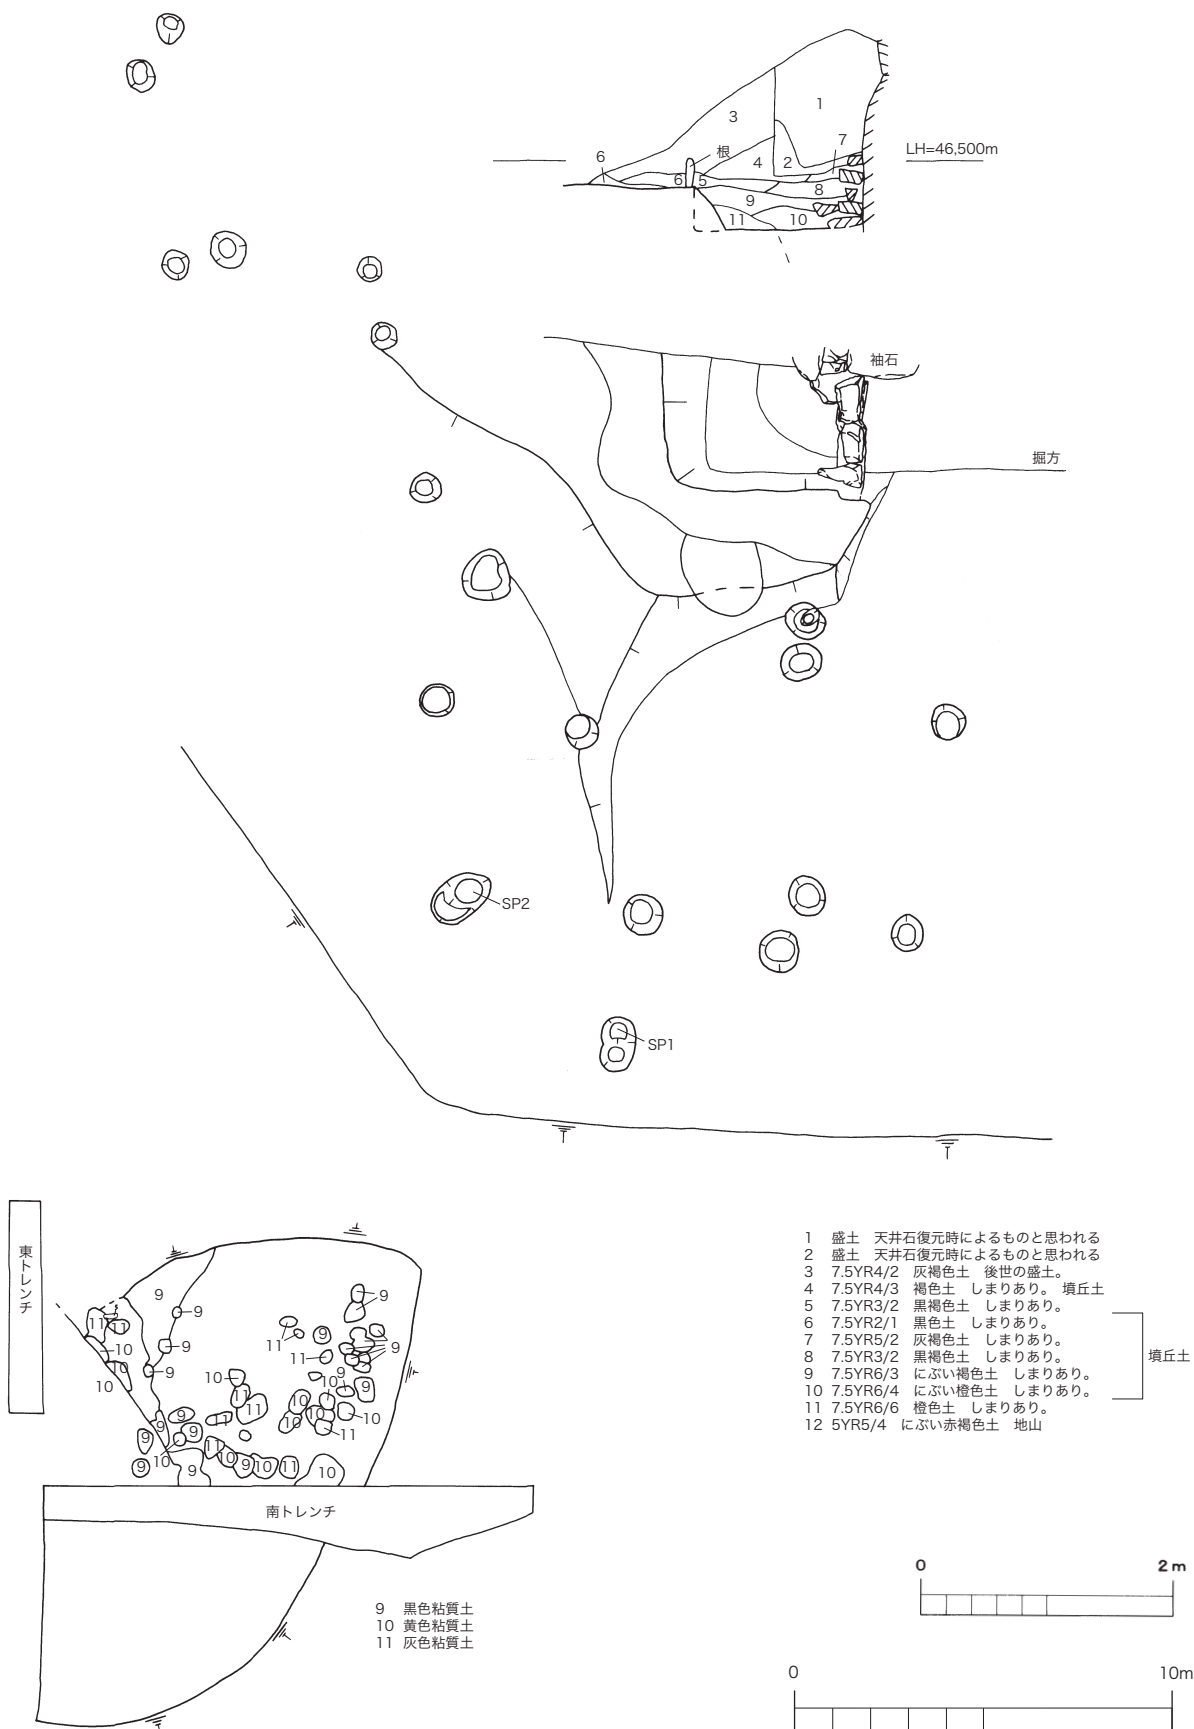 1
3
7
LH=46,500m
根
6
4
2
6
5
8
9
11
10
袖石
掘方
SP2
SP1
東トレンチ
1 盛土 天井石復元時によるものと思われる
2 盛土 天井石復元時によるものと思われる
3 7.5YR4/2 灰褐色土 後世の盛土。
4 7.5YR4/3 褐色土 しまりあり。 墳丘土
5 7.5YR3/2 黒褐色土 しまりあり。
6 7.5YR2/1 黒色土 しまりあり。
7 7.5YR5/2 灰褐色土 しまりあり。
8 7.5YR3/2 黒褐色土 しまりあり。
9 7.5YR6/3 にぶい褐色土 しまりあり。
10 7.5YR6/4 にぶい橙色土 しまりあり。
墳丘土
11 7.5YR6/6 橙色土 しまりあり。
12 5YR5/4 にぶい赤褐色土 地山
9
9
9
11
11
11
9
9
10
11
9
10
9
10
10
9
10
11
10
9
11
11
10
10
10
9
9
9
11
11
10
10
9
10
9
10
11
10
南トレンチ
9 黒色粘質土
10 黄色粘質土
11 灰色粘質土
0 2m
0 10m